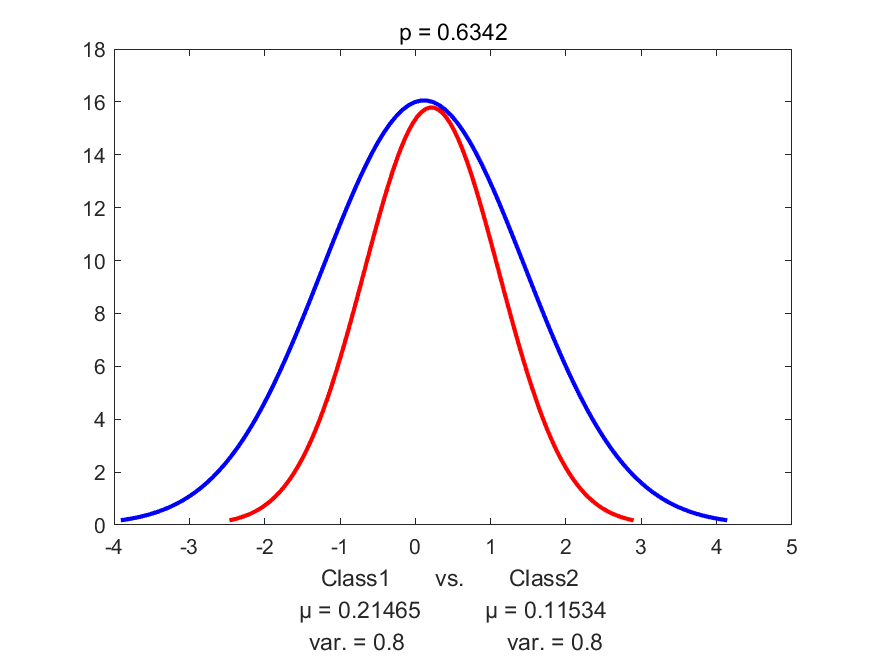 p = 0.6342
18
16
14
12
10
8
6
4
2
0
-4 -3 -2 -1 0 1 2 3 4 5
Class1 vs. Class2
μ = 0.21465 μ = 0.11534
var. = 0.8 var. = 0.8